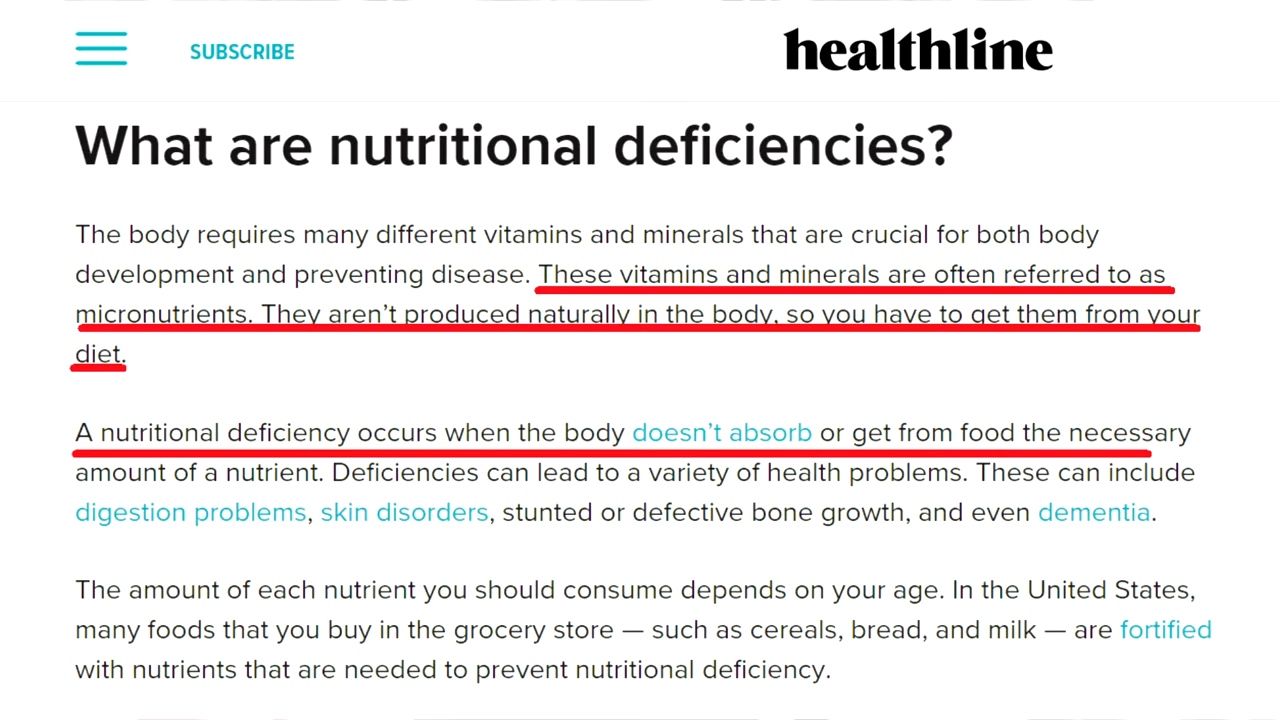 SUBSCRIBE
healthline
What are nutritional deficiencies?
The body requires many different vitamins and minerals that are crucial for both body
development and preventing disease. These vitamins and minerals are often referred to as
micronutrients. They aren’t produced naturally in the body, so you have to get them from your
diet.
A nutritional deficiency occurs when the body doesn’t absorb or get from food the necessary
amount of a nutrient. Deficiencies can lead to a variety of health problems. These can include
digestion problems, skin disorders, stunted or defective bone growth, and even dementia.
The amount of each nutrient you should consume depends on your age. In the United States,
many foods that you buy in the grocery store — such as cereals, bread, and milk — are fortified
with nutrients that are needed to prevent nutritional deficiency.